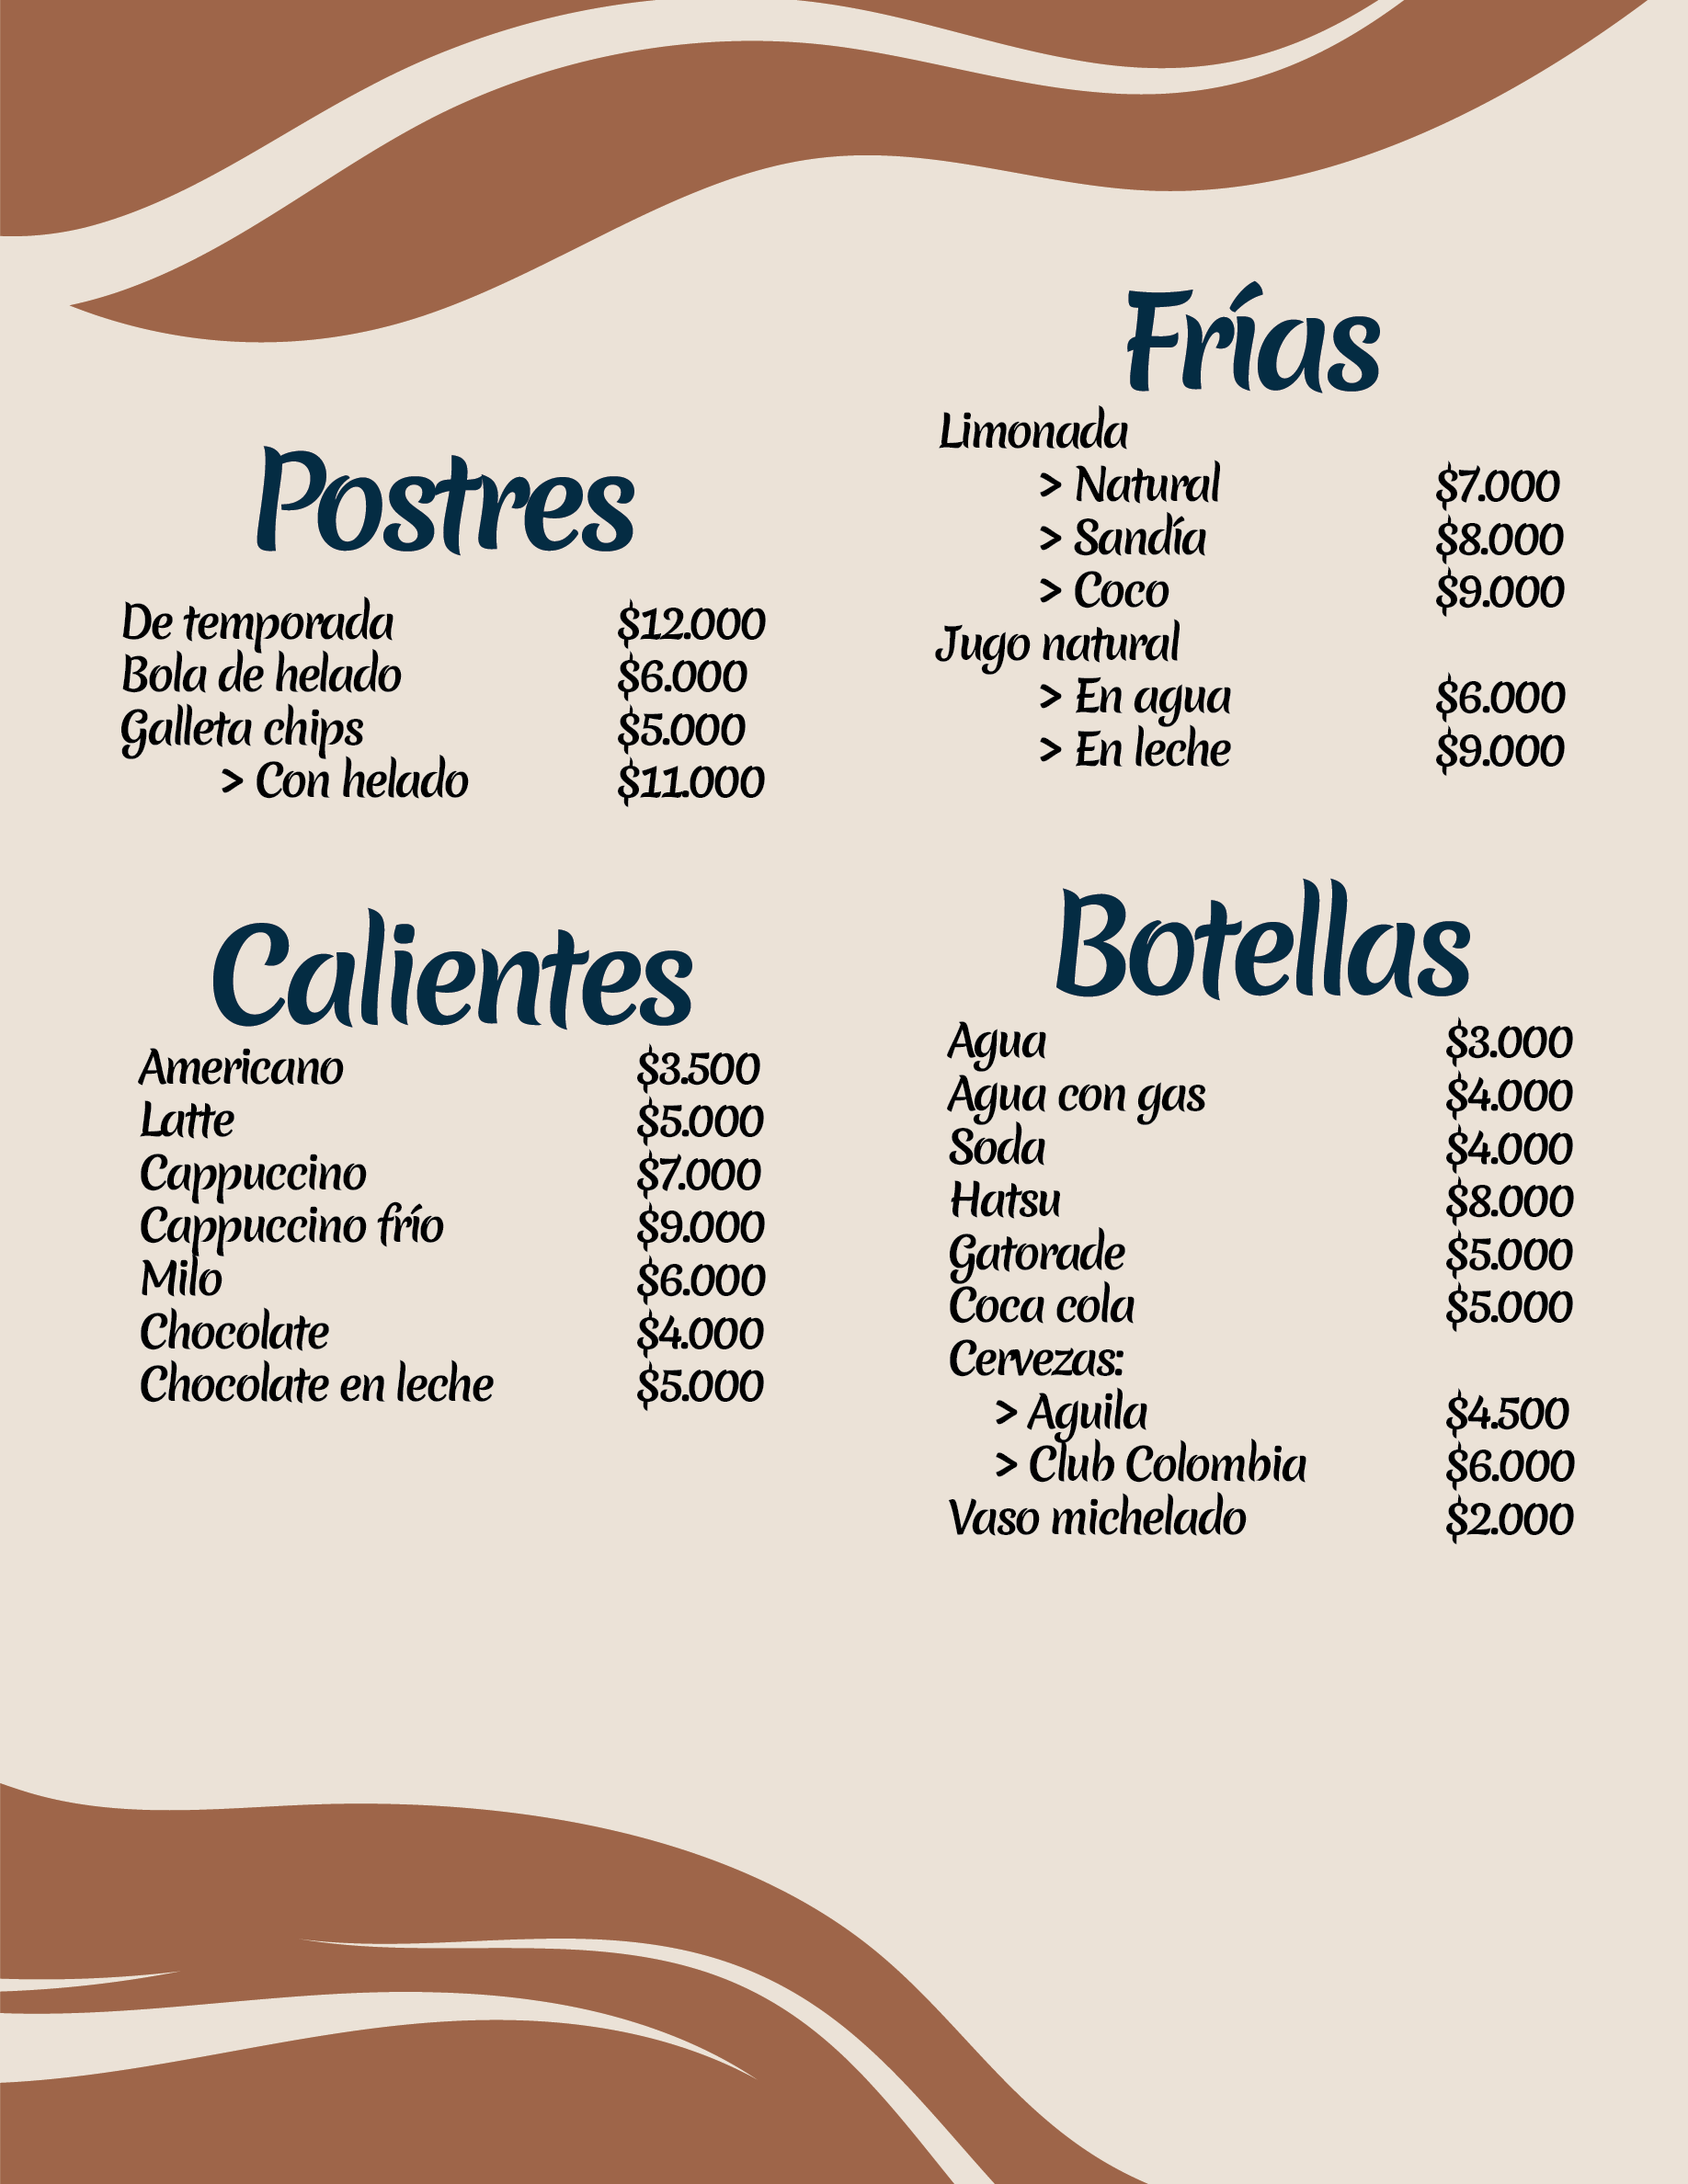 Postres
De temporada $12.000
Bola de helado $6.000
Galleta chips $5.000
> Con helado $11.000
Calientes
Americano $3.500
Latte $5.000
Cappuccino $7.000
Cappuccino frío $9.000
Milo $6.000
Chocolate $4.000
Chocolate en leche $5.000
Frías
Limonada
> Natural $7.000
> Sandía $8.000
> Coco $9.000
Jugo natural
> En agua $6.000
> En leche $9.000
Botellas
Agua $3.000
Agua con gas $4.000
Soda $4.000
Hatsu $8.000
Gatorade $5.000
Coca cola $5.000
Cervezas:
> Aguila $4.500
> Club Colombia $6.000
Vaso michelado $2.000